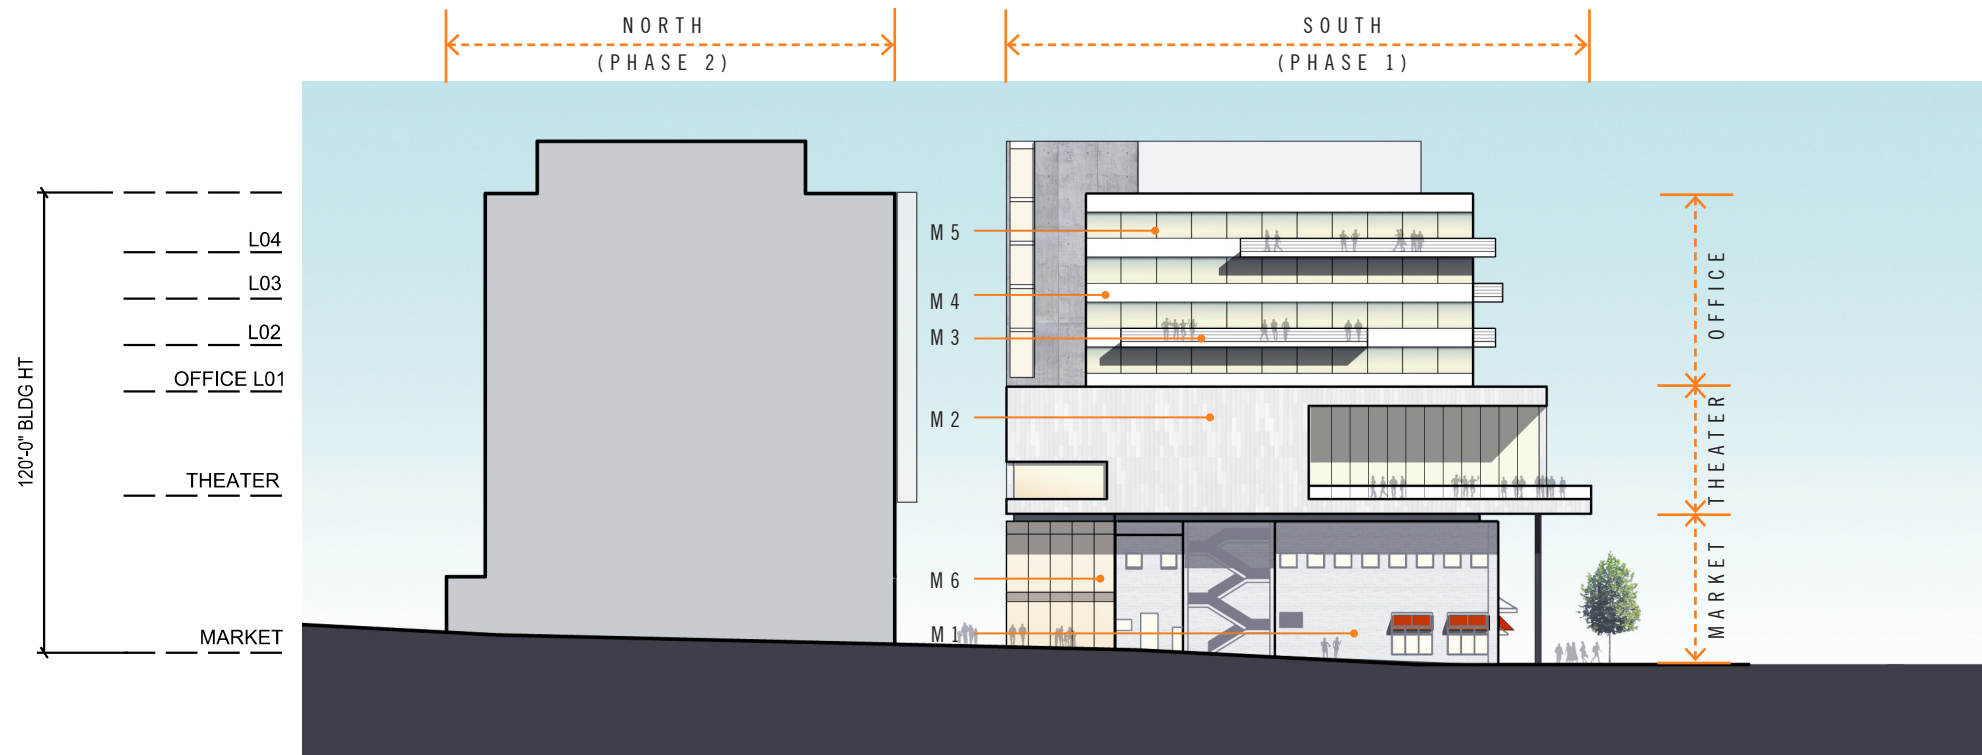 NORTH
(PHASE 2)
SOUTH
(PHASE 1)
120'-0" BLDG HT
L04
L03
L02
OFFICE L01
THEATER
MARKET
M 5
M 4
M 3
M 2
M 6
M 1
OFFICE
THEATER
MARKET